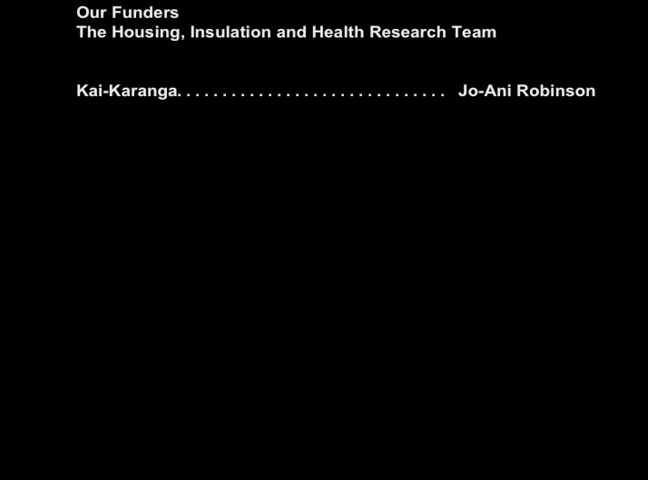 Our Funders
The Housing, Insulation and Health Research Team
Kai-Karanga. . . . . . . . . . . . . . . . . . . . . . . . . . . . . . Jo-Ani Robinson